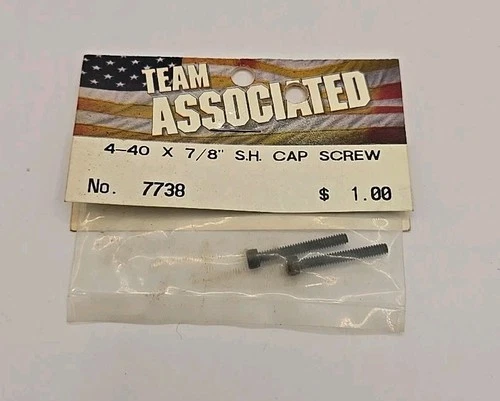 TEAM
ASSOCIATED
4-40 X 7/8" S.H. CAP SCREW
No. 7738 $ 1.00